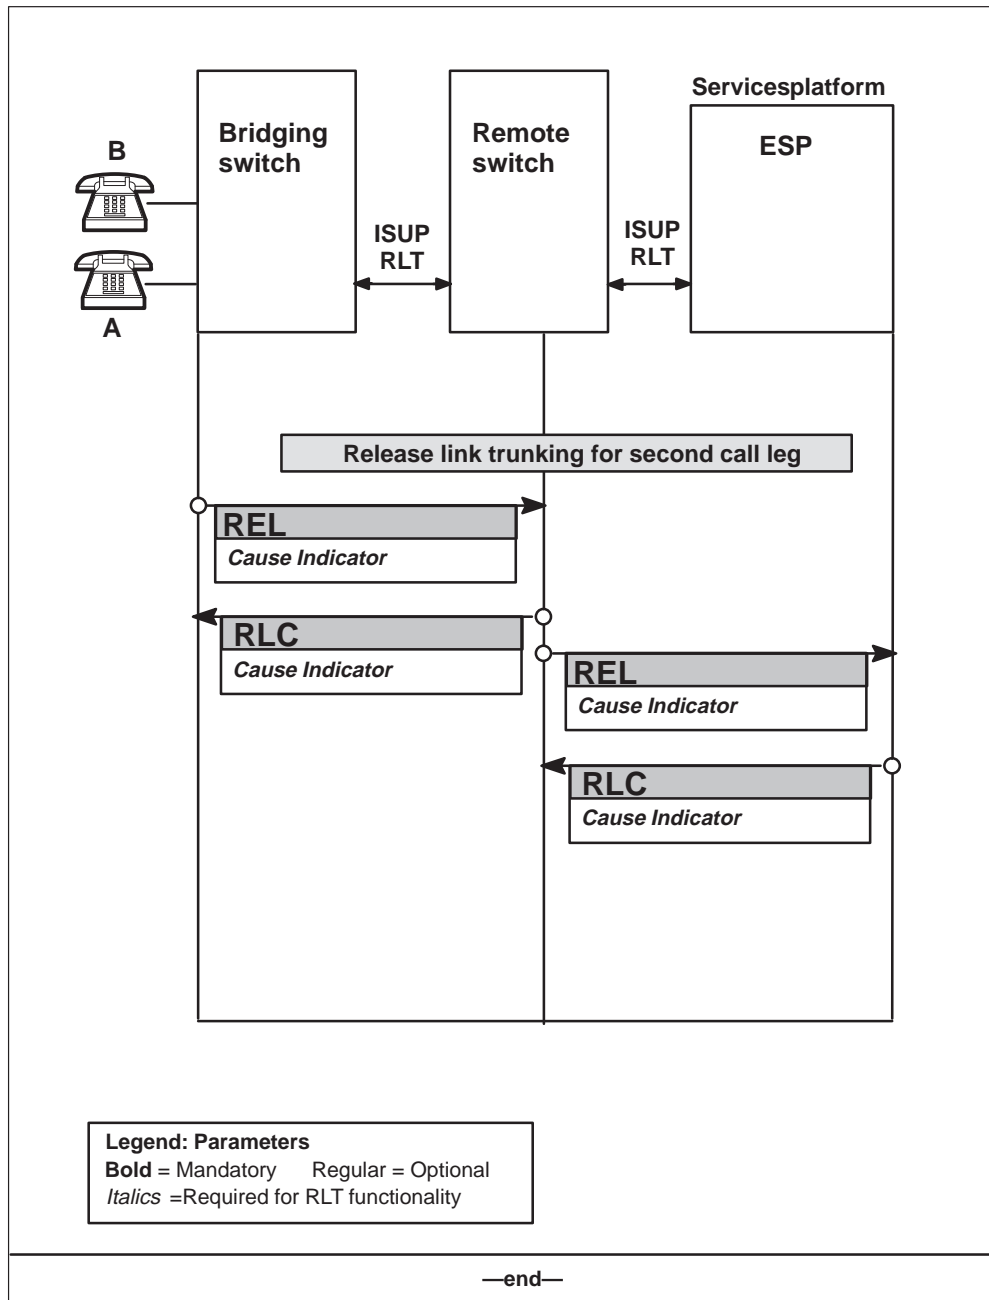 Servicesplatform
Bridging
switch
Remote
switch
ESP
B
A
ISUP
RLT
ISUP
RLT
Release link trunking for second call leg
REL
Cause Indicator
RLC
Cause Indicator
REL
Cause Indicator
RLC
Cause Indicator
Legend: Parameters
Bold = Mandatory Regular = Optional
Italics =Required for RLT functionality
—end—